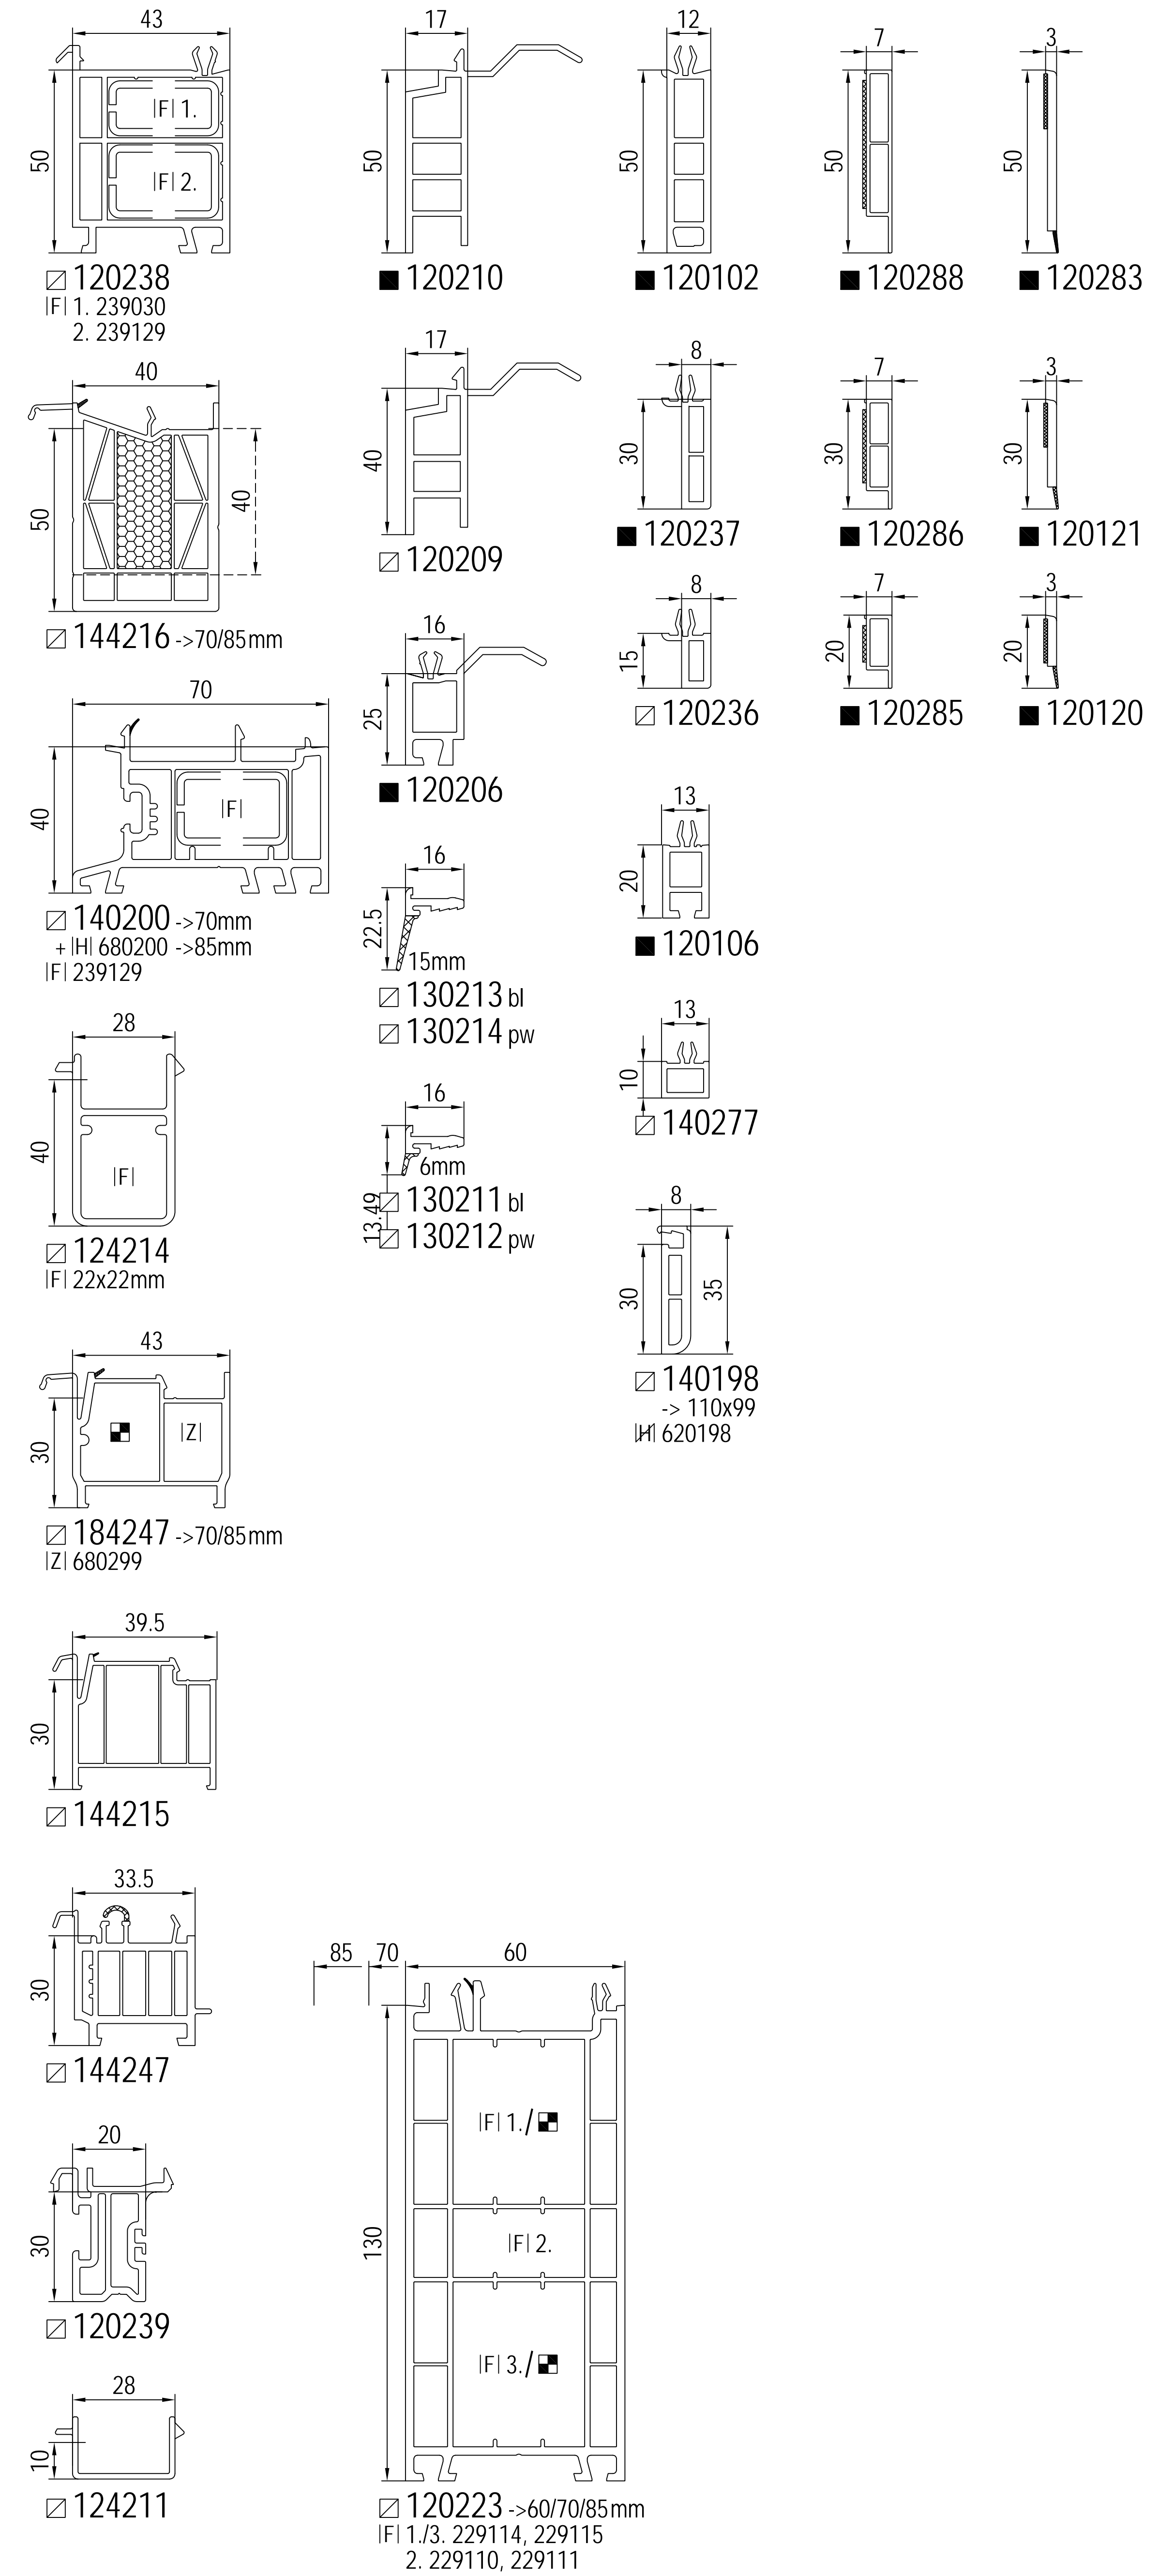 43
50
|F| 1.
|F| 2.
120238
|F| 1. 239030
2. 239129
17
50
120210
12
50
120102
7
50
120288
3
50
120283
40
50
40
144216 ->70/85mm
17
40
120209
8
30
120237
7
30
120286
3
30
120121
16
25
120206
8
15
120236
7
20
120285
3
20
120120
70
40
|F|
140200 ->70mm
+ |H| 680200 ->85mm
|F| 239129
16
22.5
15mm
130213 bl
130214 pw
13
20
120106
28
40
|F|
124214
|F| 22x22mm
16
13.49
6mm
130211 bl
130212 pw
13
10
140277
8
30
35
140198
-> 110x99
|H| 620198
43
30
|Z|
184247 ->70/85mm
|Z| 680299
39.5
30
144215
33.5
30
144247
20
30
120239
28
10
124211
85
70
60
130
|F| 1./
|F| 2.
|F| 3./
120223 ->60/70/85mm
|F| 1./3. 229114, 229115
2. 229110, 229111